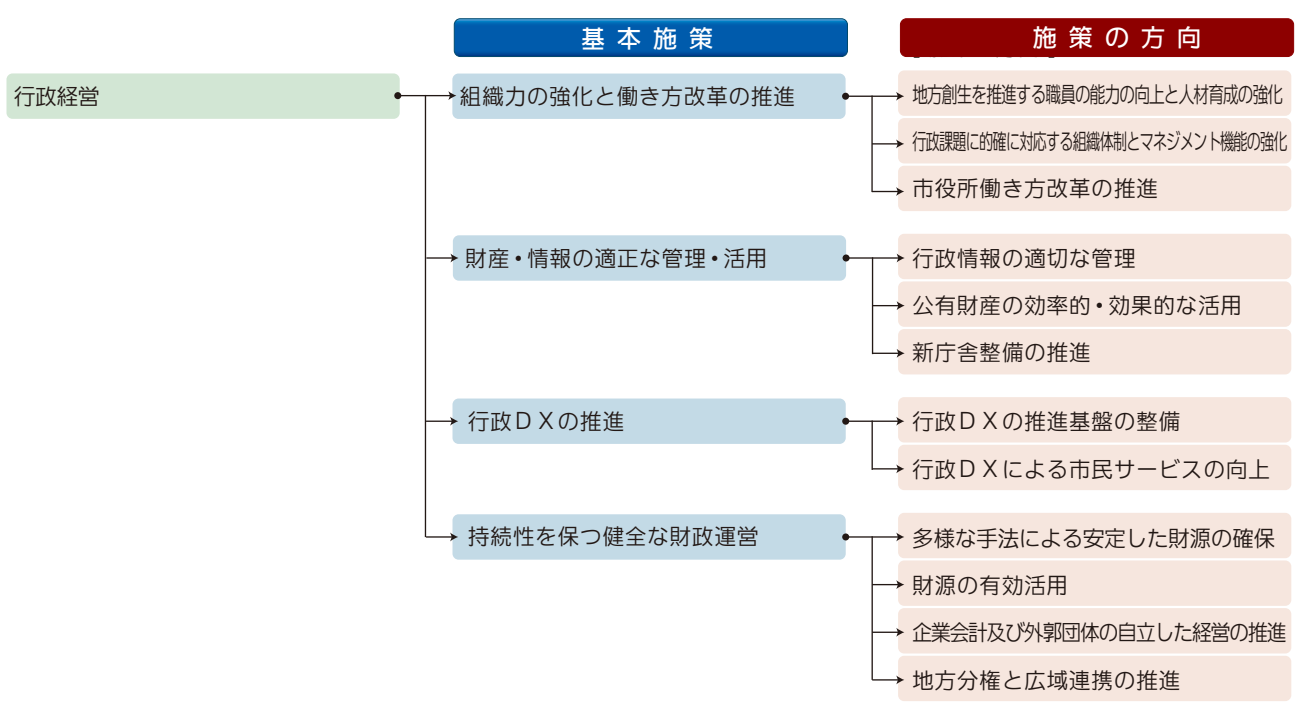 基本施策
施策の方向
行政経営
組織力の強化と働き方改革の推進
地方創生を推進する職員の能力の向上と人材育成の強化
行政課題に的確に対応する組織体制とマネジメント機能の強化
市役所働き方改革の推進
財産・情報の適正な管理・活用
行政情報の適切な管理
公有財産の効率的・効果的な活用
新庁舎整備の推進
行政ＤＸの推進
行政ＤＸの推進基盤の整備
行政ＤＸによる市民サービスの向上
持続性を保つ健全な財政運営
多様な手法による安定した財源の確保
財源の有効活用
企業会計及び外郭団体の自立した経営の推進
地方分権と広域連携の推進